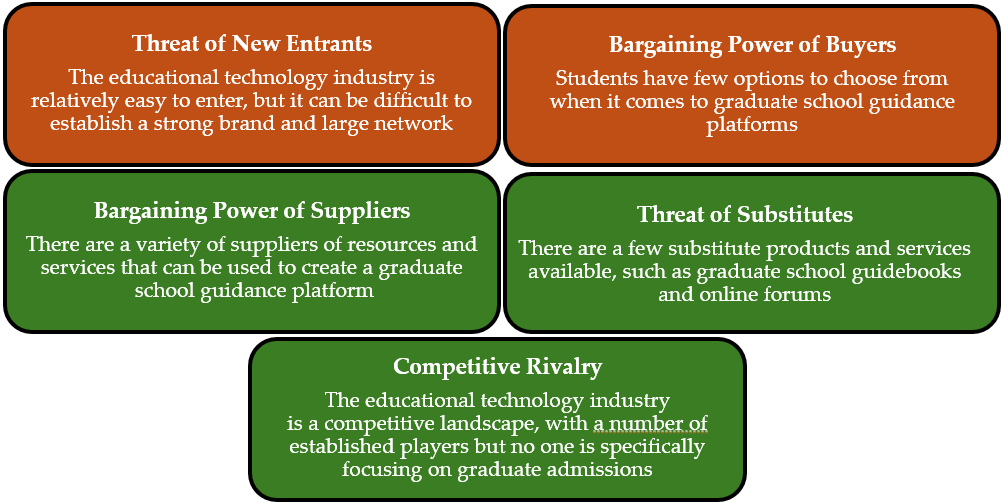 Threat of New Entrants
The educational technology industry is
relatively easy to enter, but it can be difficult to
establish a strong brand and large network
Bargaining Power of Buyers
Students have few options to choose from
when it comes to graduate school guidance
platforms
Bargaining Power of Suppliers
There are a variety of suppliers of resources and
services that can be used to create a graduate
school guidance platform
Threat of Substitutes
There are a few substitute products and services
available, such as graduate school guidebooks
and online forums
Competitive Rivalry
The educational technology industry
is a competitive landscape, with a number of
established players but no one is specifically
focusing on graduate admissions